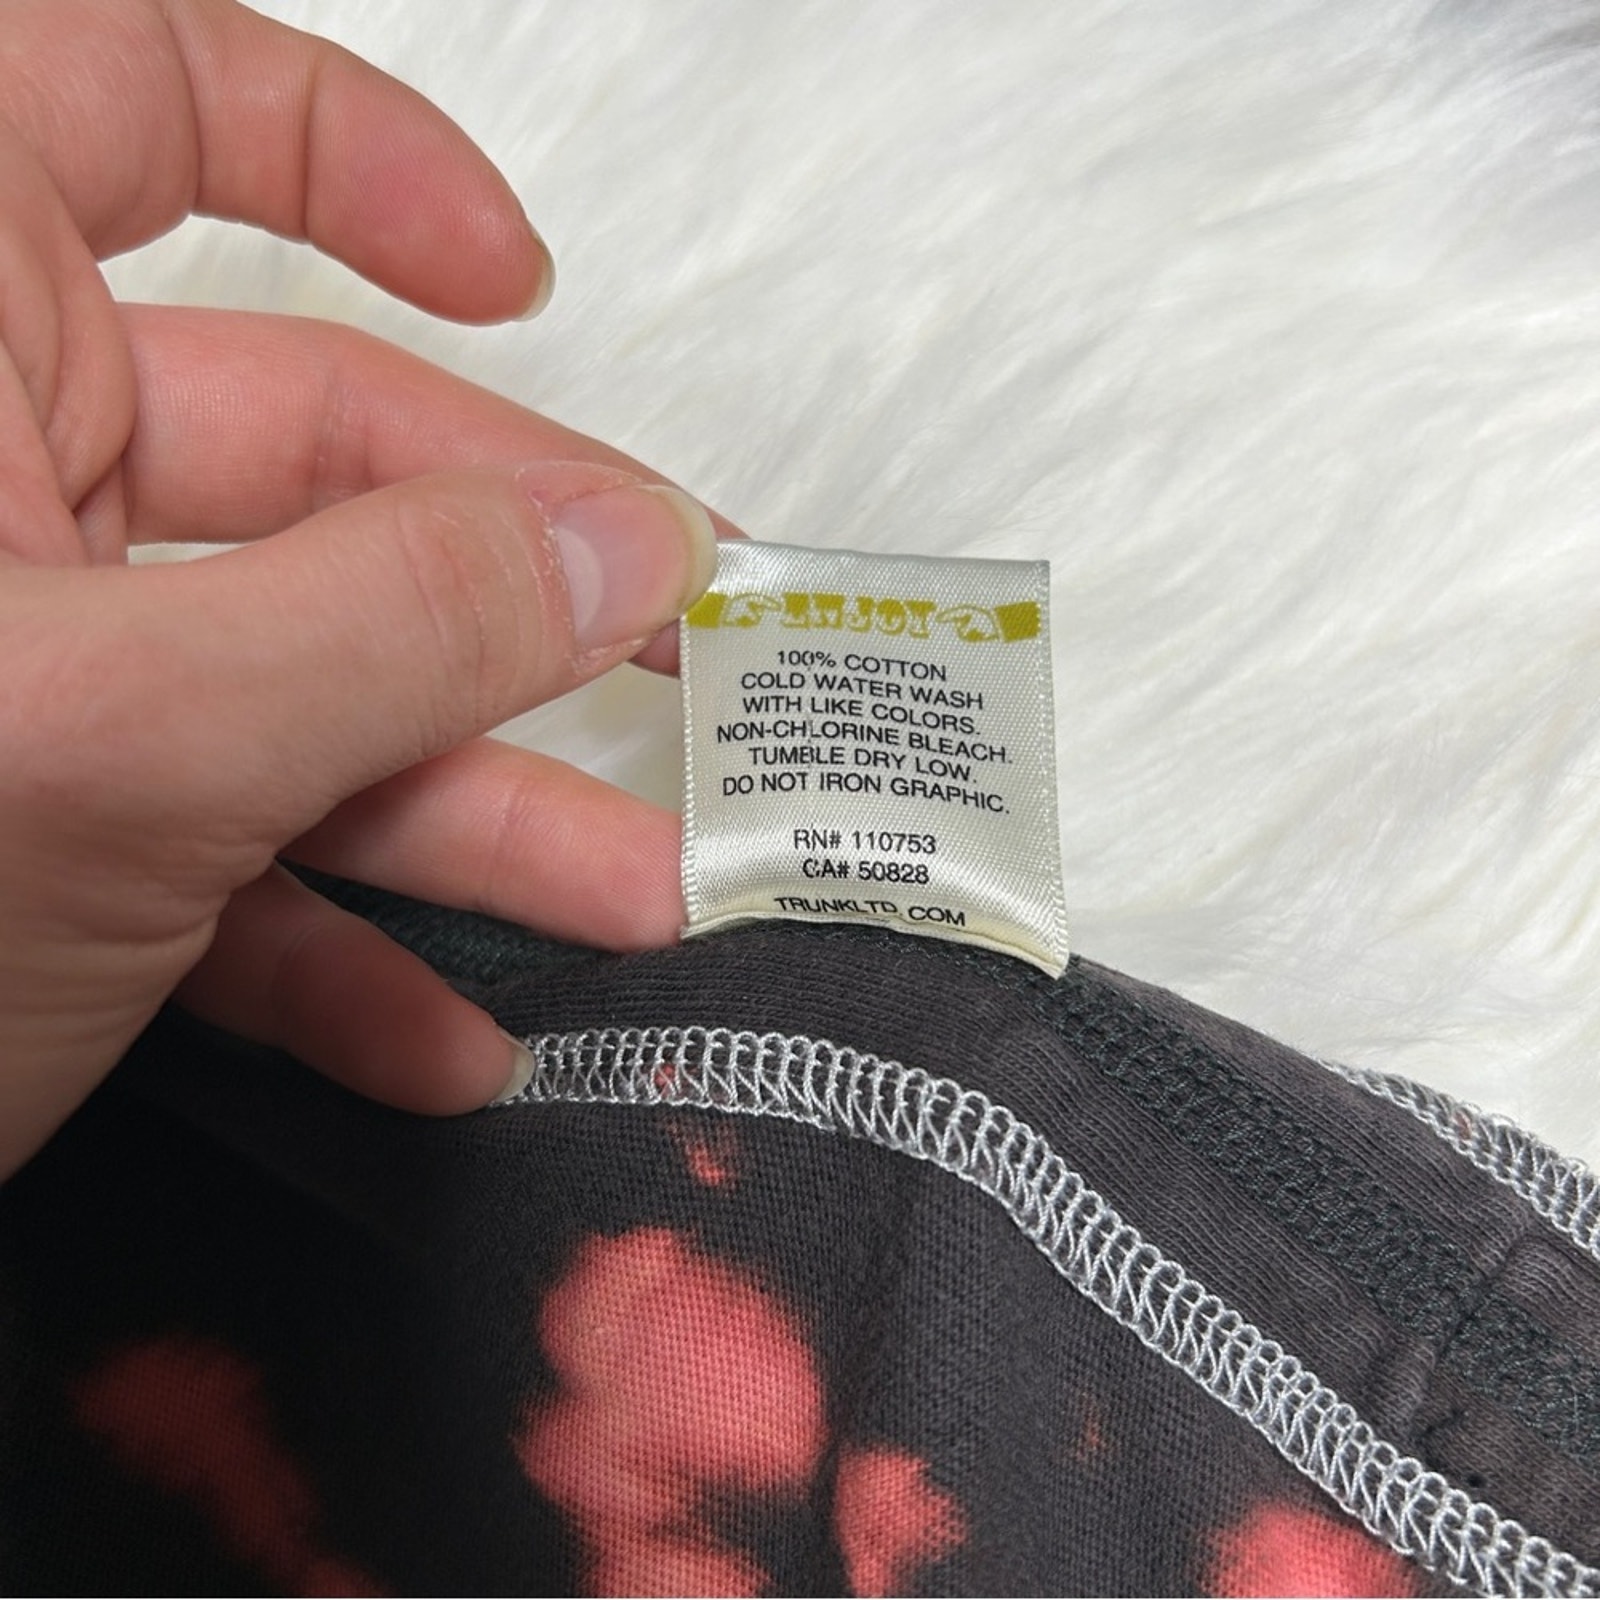 ENJOY
100% COTTON
COLD WATER WASH
WITH LIKE COLORS.
NON-CHLORINE BLEACH.
TUMBLE DRY LOW.
DO NOT IRON GRAPHIC.
RN# 110753
CA# 50828
TRUNKLTD.COM